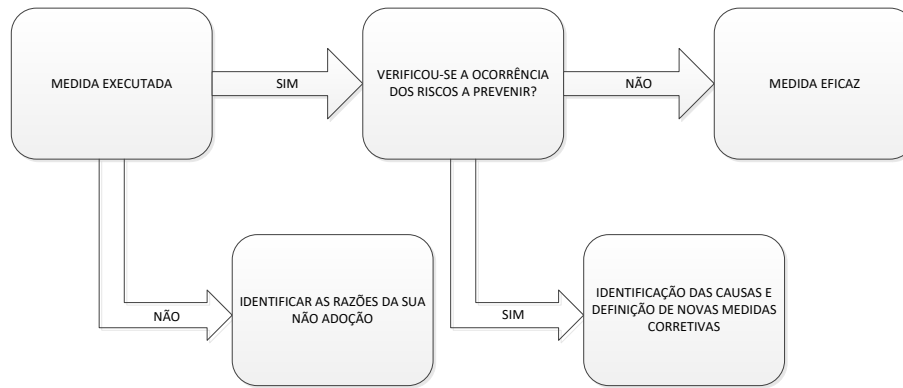 MEDIDA EXECUTADA
SIM
VERIFICOU-SE A OCORRÊNCIA
DOS RISCOS A PREVENIR?
NÃO
MEDIDA EFICAZ
NÃO
IDENTIFICAR AS RAZÕES DA SUA
NÃO ADOÇÃO
SIM
IDENTIFICAÇÃO DAS CAUSAS E
DEFINIÇÃO DE NOVAS MEDIDAS
CORRETIVAS